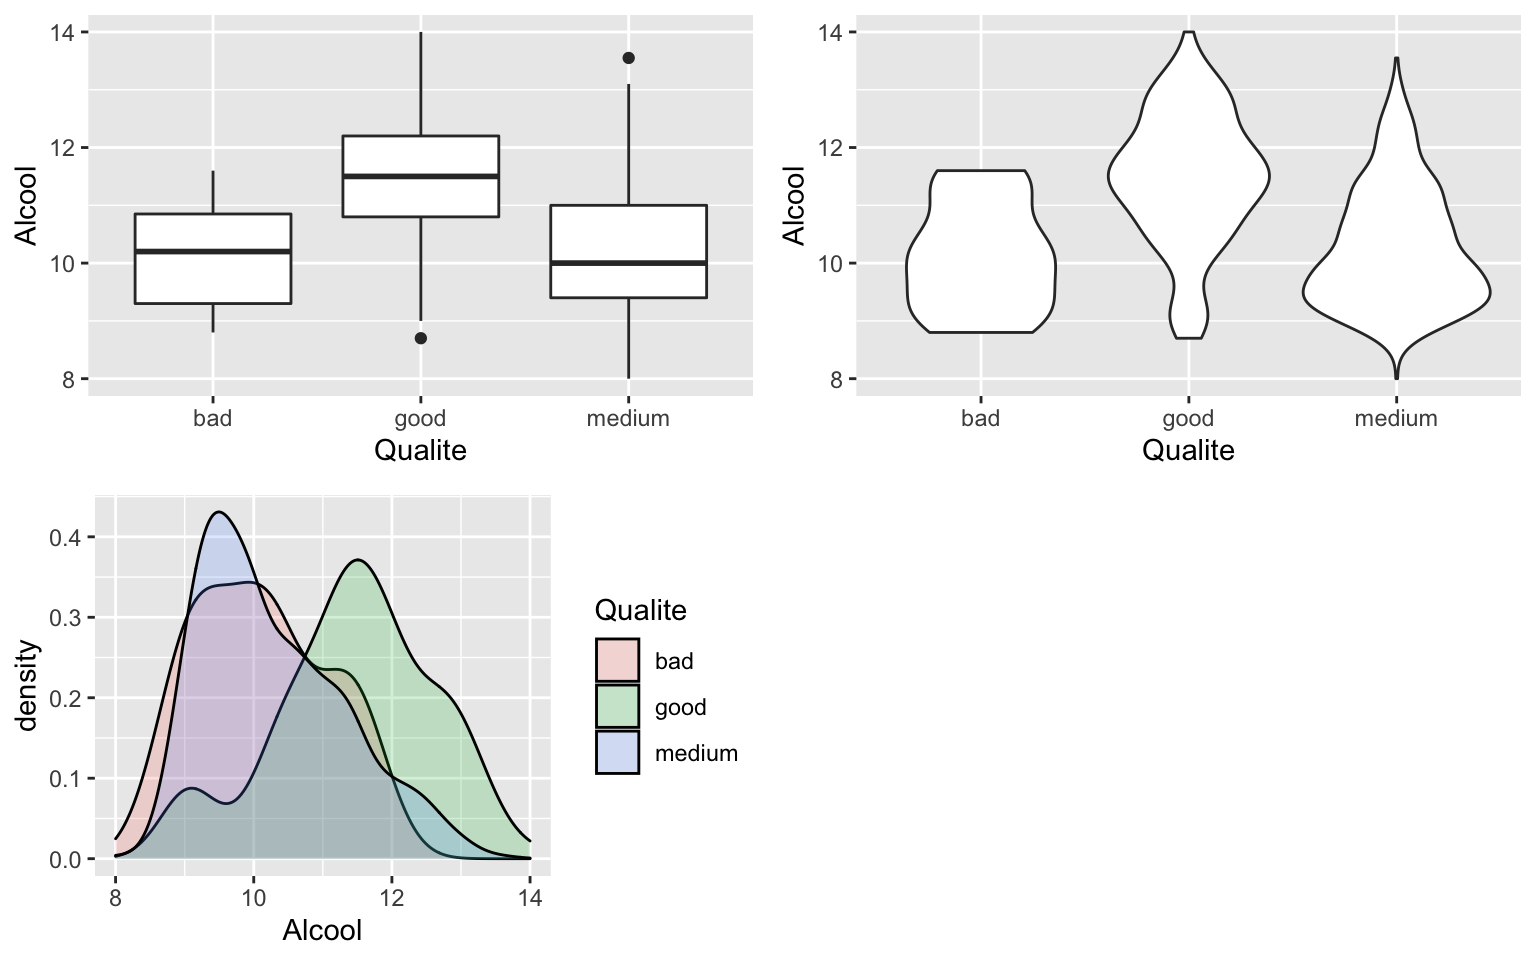 14
12
10
8
Alcool
bad good medium
Qualite
14
12
10
8
Alcool
bad good medium
Qualite
0.4
0.3
0.2
0.1
0.0
density
8 10 12 14
Alcool
Qualite
bad
good
medium